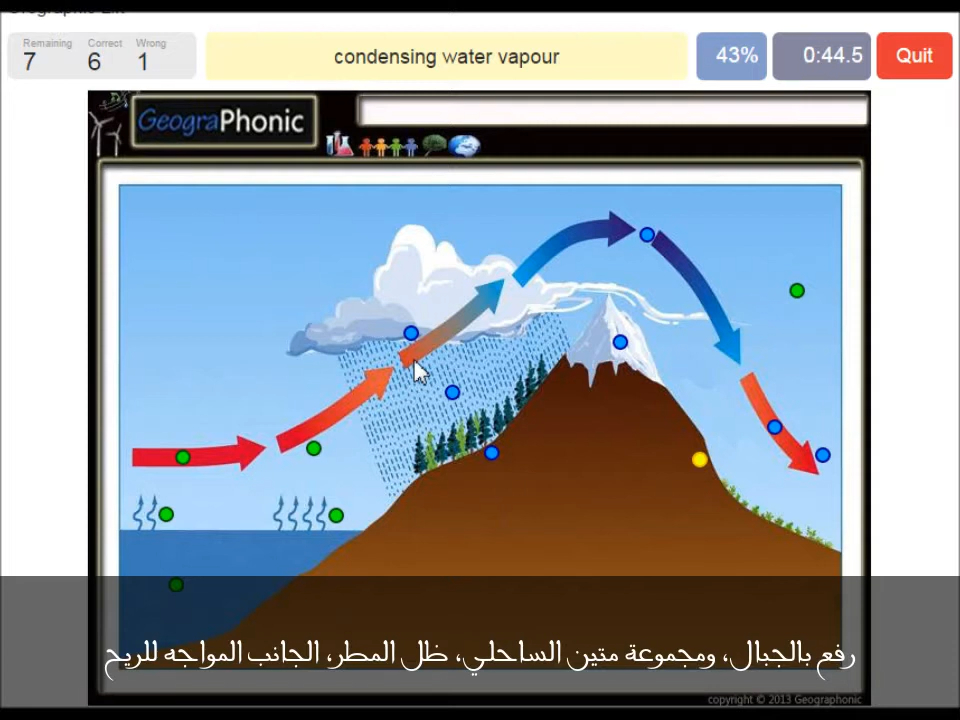 Remaining Correct Wrong
7 6 1
condensing water vapour
43%
0:44.5
Quit
GeograPhonic
رفع بالجبال، ومجموعة متين الساحلي، ظل المطر، الجانب المواجه للريح
copyright © 2013 Geographonic